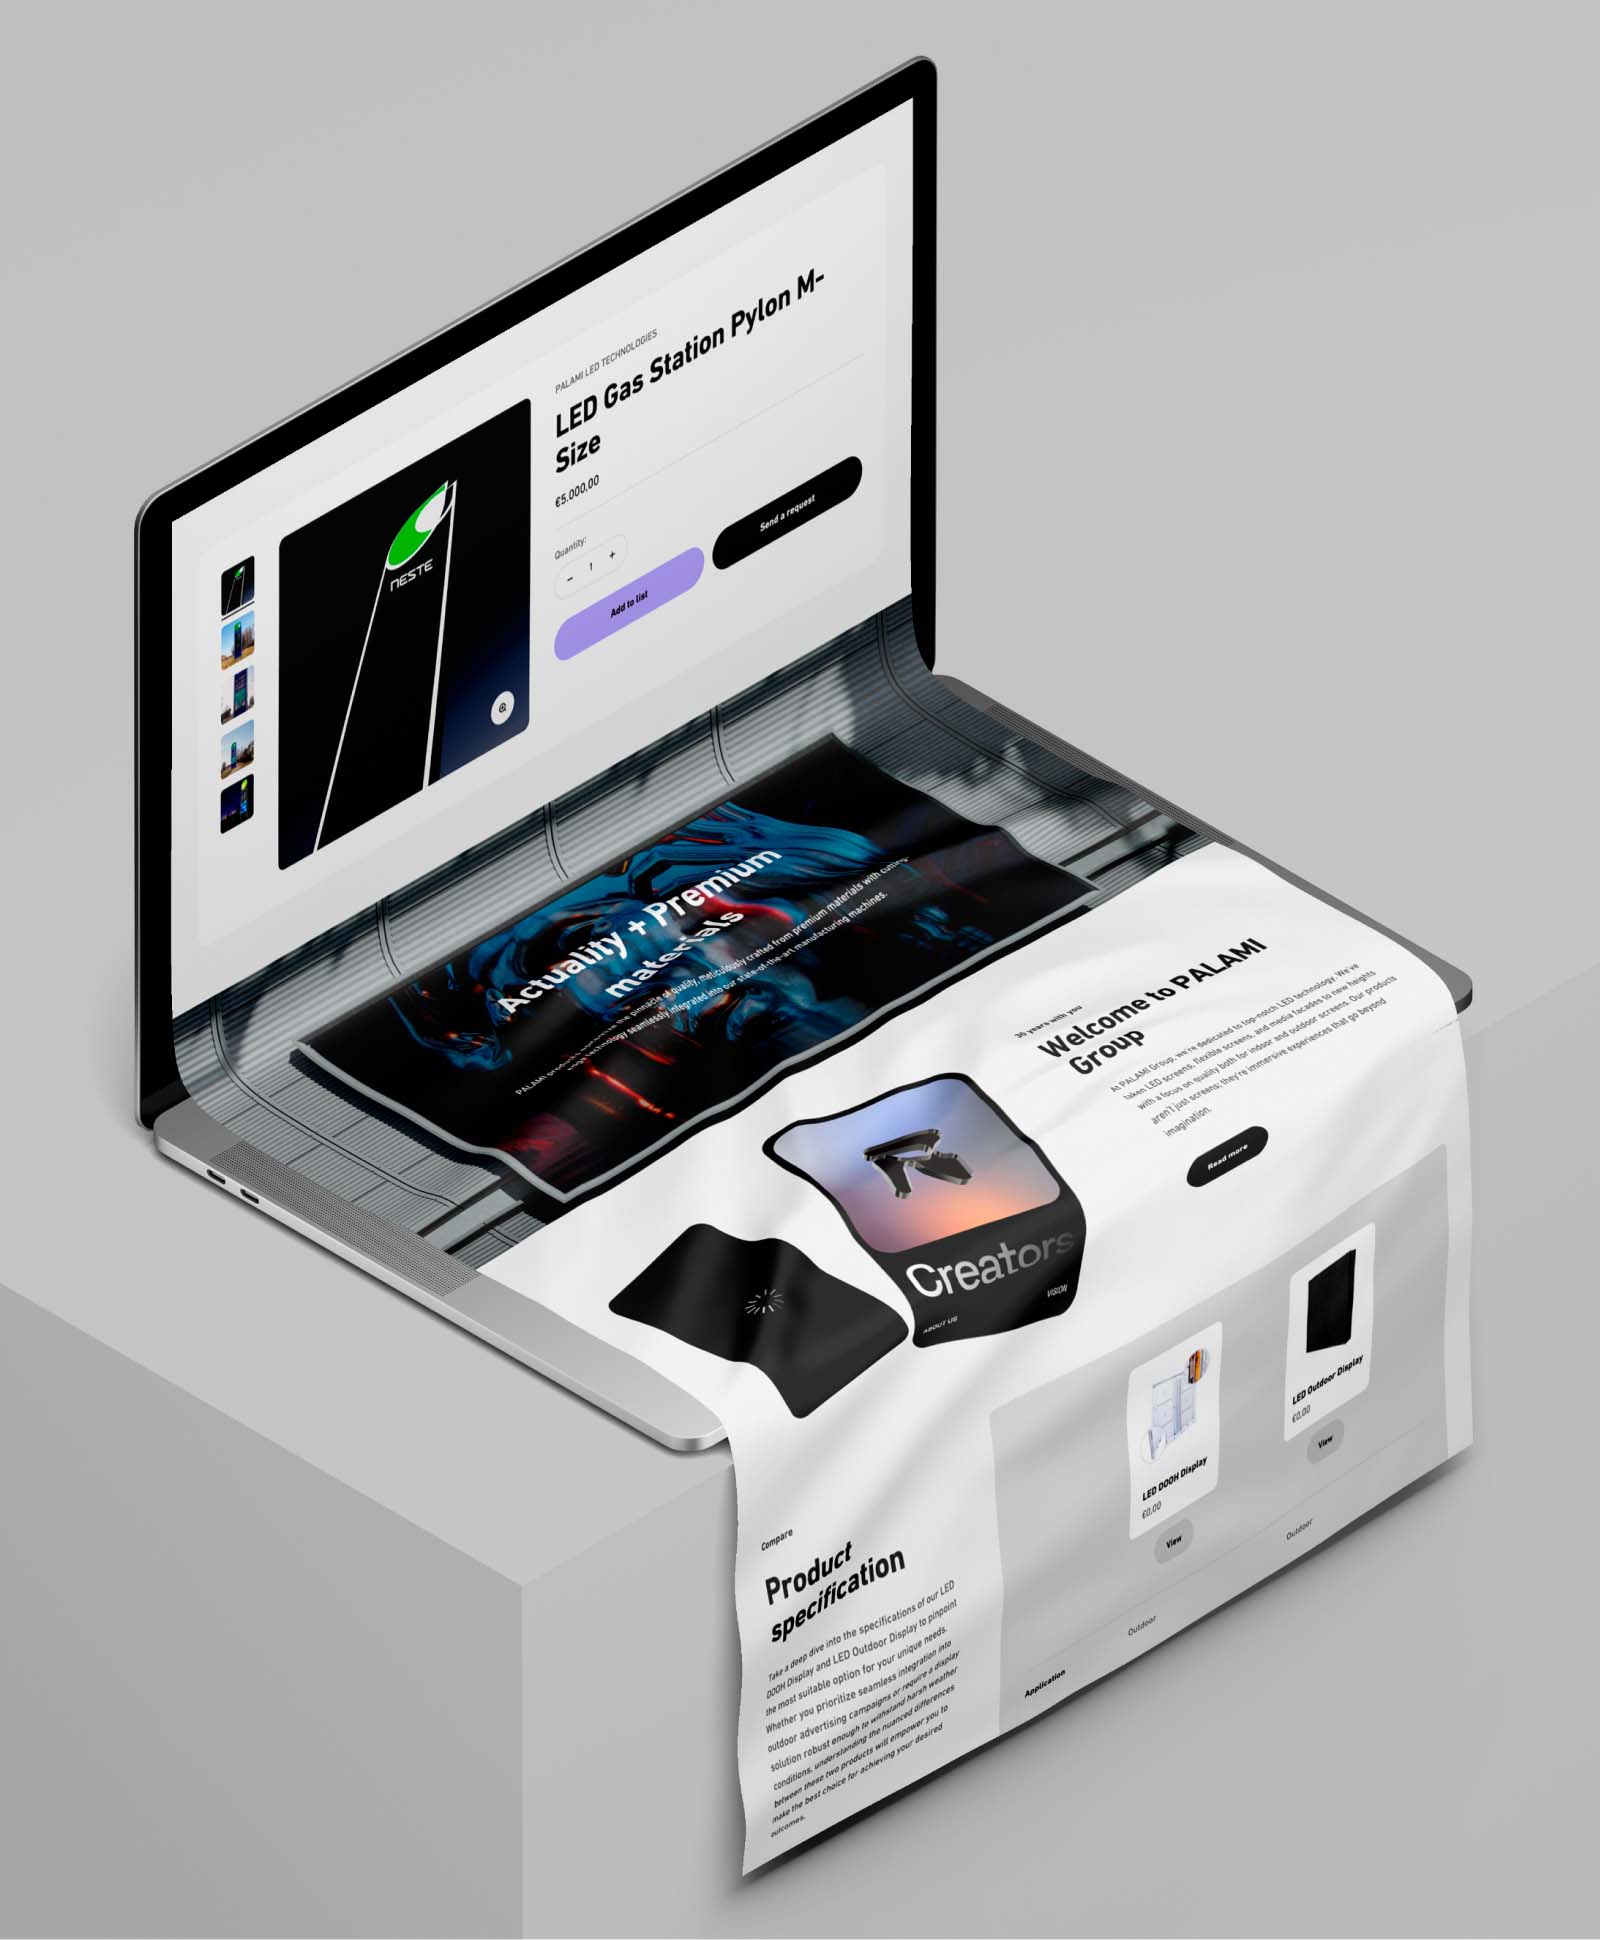 PALAMI LED TECHNOLOGIES
LED Gas Station Pylon M-
Size
€5.000,00
Quantity:
− 1 +
Add to list
Send a request
NESTE
Actuality + Premium
materials
PALAMI products represent the pinnacle of quality, meticulously crafted from premium materials with cutting-
edge technology seamlessly integrated into our state-of-the-art manufacturing machines.
30 years with you
Welcome to PALAMI
Group
At PALAMI Group, we're dedicated to top-notch LED technology. We've
taken LED screens, flexible screens, and media facades to new heights
with a focus on quality both for indoor and outdoor screens. Our products
aren't just screens; they're immersive experiences that go beyond
imagination.
Read more
Creators
ABOUT US
VISION
Compare
Product
specification
Take a deep dive into the specifications of our LED
DOOH Display and LED Outdoor Display to pinpoint
the most suitable option for your unique needs.
Whether you prioritize seamless integration into
outdoor advertising campaigns or require a display
solution robust enough to withstand harsh weather
conditions, understanding the nuanced differences
between these two products will empower you to
make the best choice for achieving your desired
outcomes.
LED DOOH Display
€0,00
View
LED Outdoor Display
€0,00
View
Application
Outdoor
Outdoor